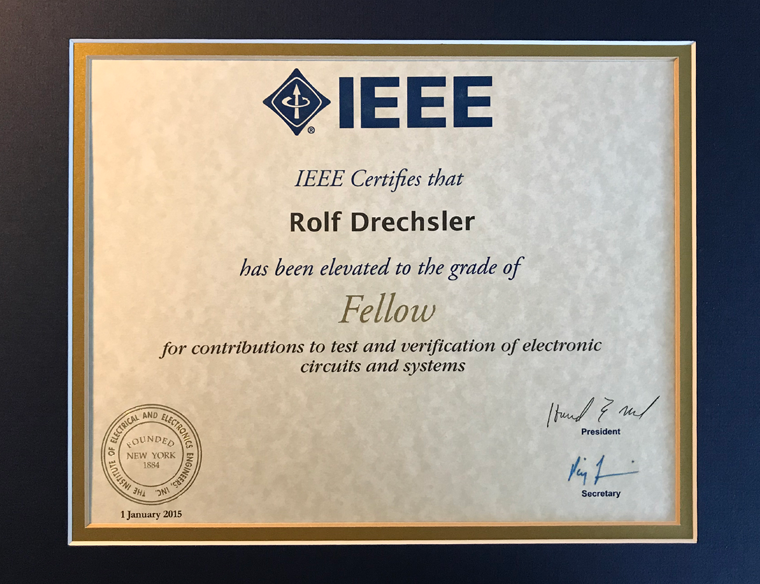 IEEE
IEEE Certifies that
Rolf Drechsler
has been elevated to the grade of
Fellow
for contributions to test and verification of electronic
circuits and systems
THE INSTITUTE OF ELECTRICAL AND ELECTRONICS ENGINEERS, INC
FOUNDED
NEW YORK
1884
1 January 2015
President
Secretary